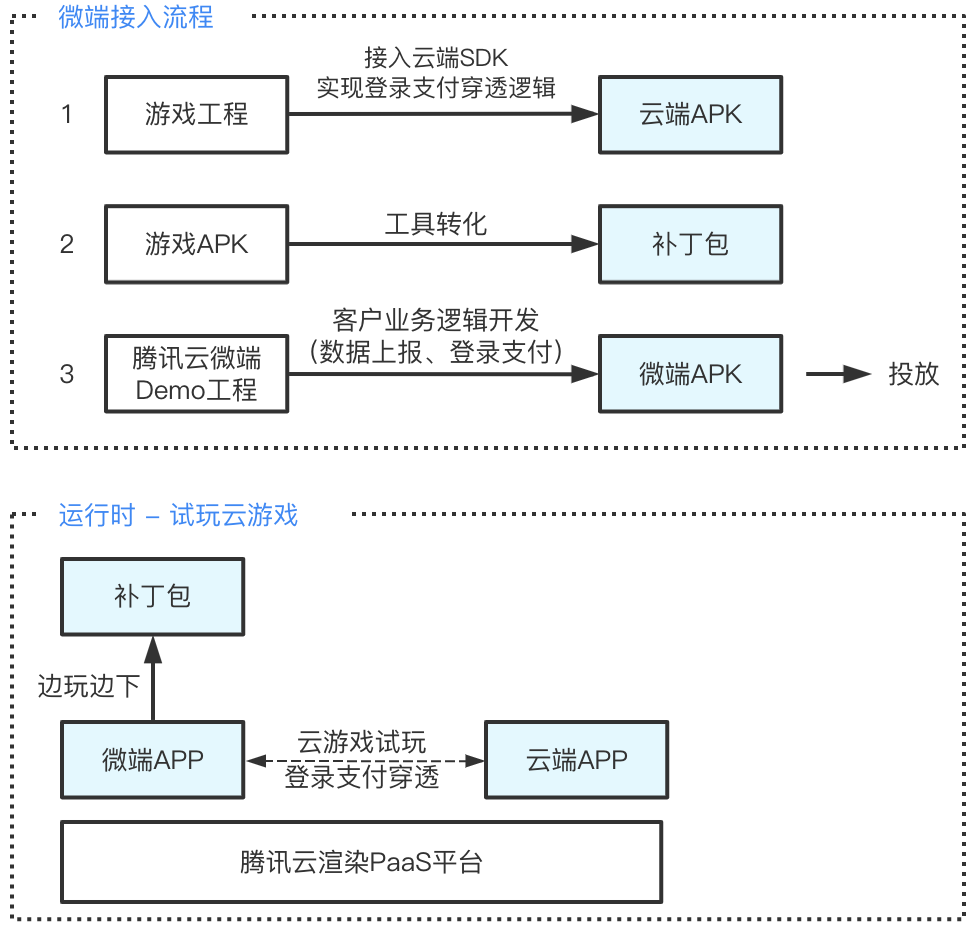 微端接入流程
接入云端SDK
实现登录支付穿透逻辑
1
游戏工程
云端APK
工具转化
2
游戏APK
补丁包
客户业务逻辑开发
（数据上报、登录支付）
3
腾讯云微端
Demo工程
微端APK
投放
运行时 – 试玩云游戏
补丁包
边玩边下
微端APP
云游戏试玩
登录支付穿透
云端APP
腾讯云渲染PaaS平台